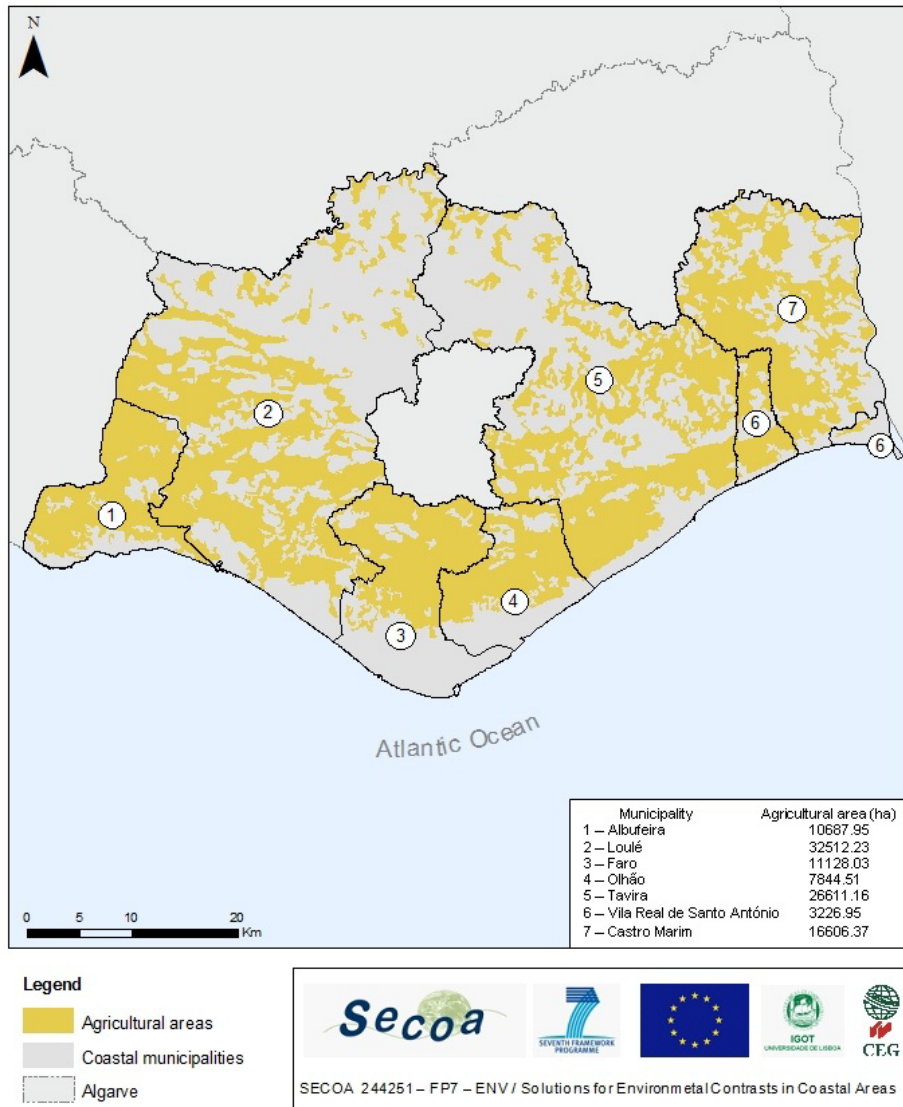 N
7
5
2
6
6
1
4
3
Atlantic Ocean
Municipality Agricultural area (ha)
1 – Albufeira 10687.95
2 – Loulé 32512.23
3 – Faro 11128.03
4 – Olhão 7844.51
5 – Tavira 26611.16
6 – Vila Real de Santo António 3226.95
7 – Castro Marim 16606.37
0 5 10 20
Km
Legend
Agricultural areas
Coastal municipalities
Algarve
Secoa
7
SEVENTH FRAMEWORK
PROGRAMME
IGOT
UNIVERSIDADE DE LISBOA
CEG
SECOA 244251 – FP7 – ENV / Solutions for Environmetal Contrasts in Coastal Areas